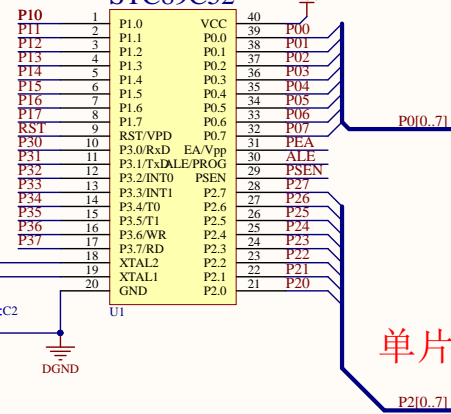 STC89C52
P10 1 P1.0 VCC 40
P11 2 P1.1 P0.0 39 P00
P12 3 P1.2 P0.1 38 P01
P13 4 P1.3 P0.2 37 P02
P14 5 P1.4 P0.3 36 P03
P15 6 P1.5 P0.4 35 P04
P16 7 P1.6 P0.5 34 P05
P17 8 P1.7 P0.6 33 P06
RST 9 RST/VPD P0.7 32 P07
P0[0..7]
P30 10 P3.0/RxD EA/Vpp 31 PEA
P31 11 P3.1/TxD ALE/PROG 30 ALE
P32 12 P3.2/INT0 PSEN 29 PSEN
P33 13 P3.3/INT1 P2.7 28 P27
P34 14 P3.4/T0 P2.6 27 P26
P35 15 P3.5/T1 P2.5 26 P25
P36 16 P3.6/WR P2.4 25 P24
P37 17 P3.7/RD P2.3 24 P23
18 XTAL2 P2.2 23 P22
19 XTAL1 P2.1 22 P21
20 GND P2.0 21 P20
:C2
U1
单片
DGND
P2[0..7]